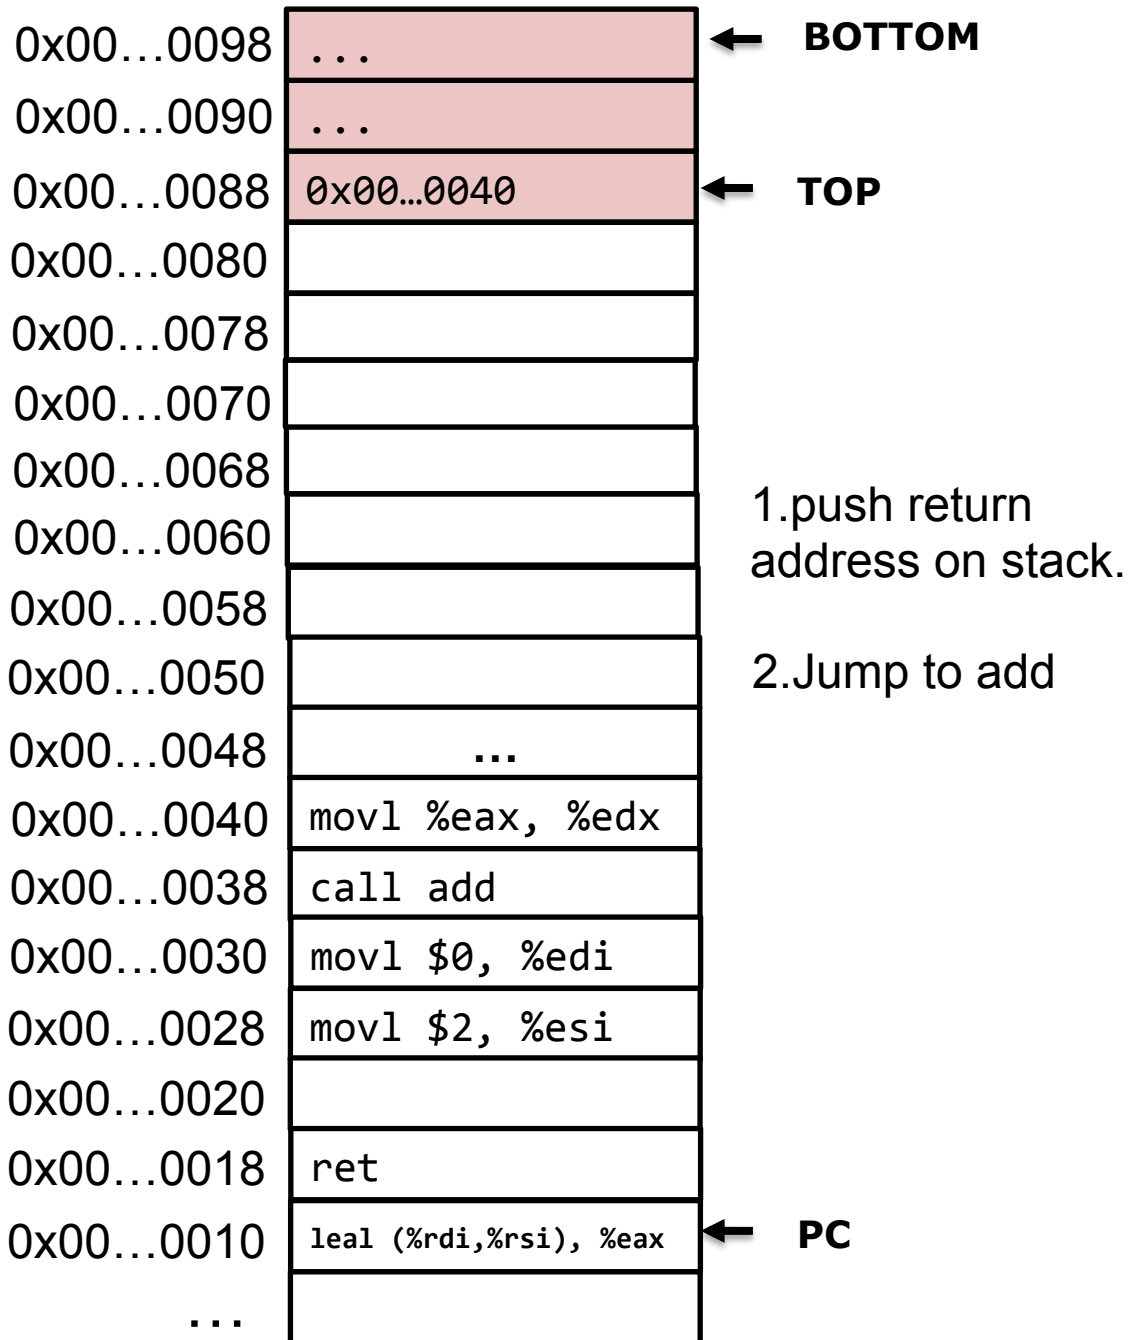 0x00…0098 ... BOTTOM
0x00…0090 ...
0x00…0088 0x00…0040 TOP
0x00…0080
0x00…0078
0x00…0070
0x00…0068
0x00…0060
1.push return
address on stack.
0x00…0058
0x00…0050
2.Jump to add
0x00…0048 ...
0x00…0040 movl %eax, %edx
0x00…0038 call add
0x00…0030 movl $0, %edi
0x00…0028 movl $2, %esi
0x00…0020
0x00…0018 ret
0x00…0010 leal (%rdi,%rsi), %eax PC
...